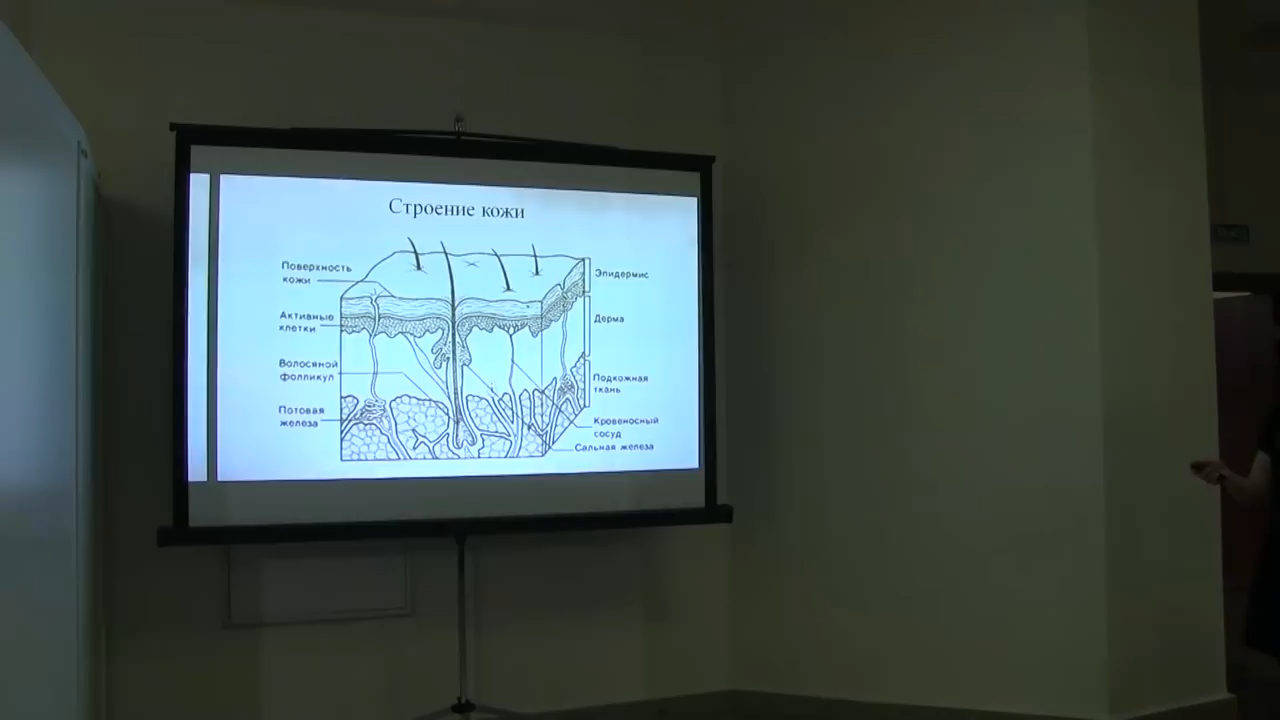 Строение кожи
Поверхность
кожи
Активные
клетки
Волосяной
фолликул
Потовая
железа
Эпидермис
Дерма
Подкожная
ткань
Кровеносный
сосуд
Сальная железа